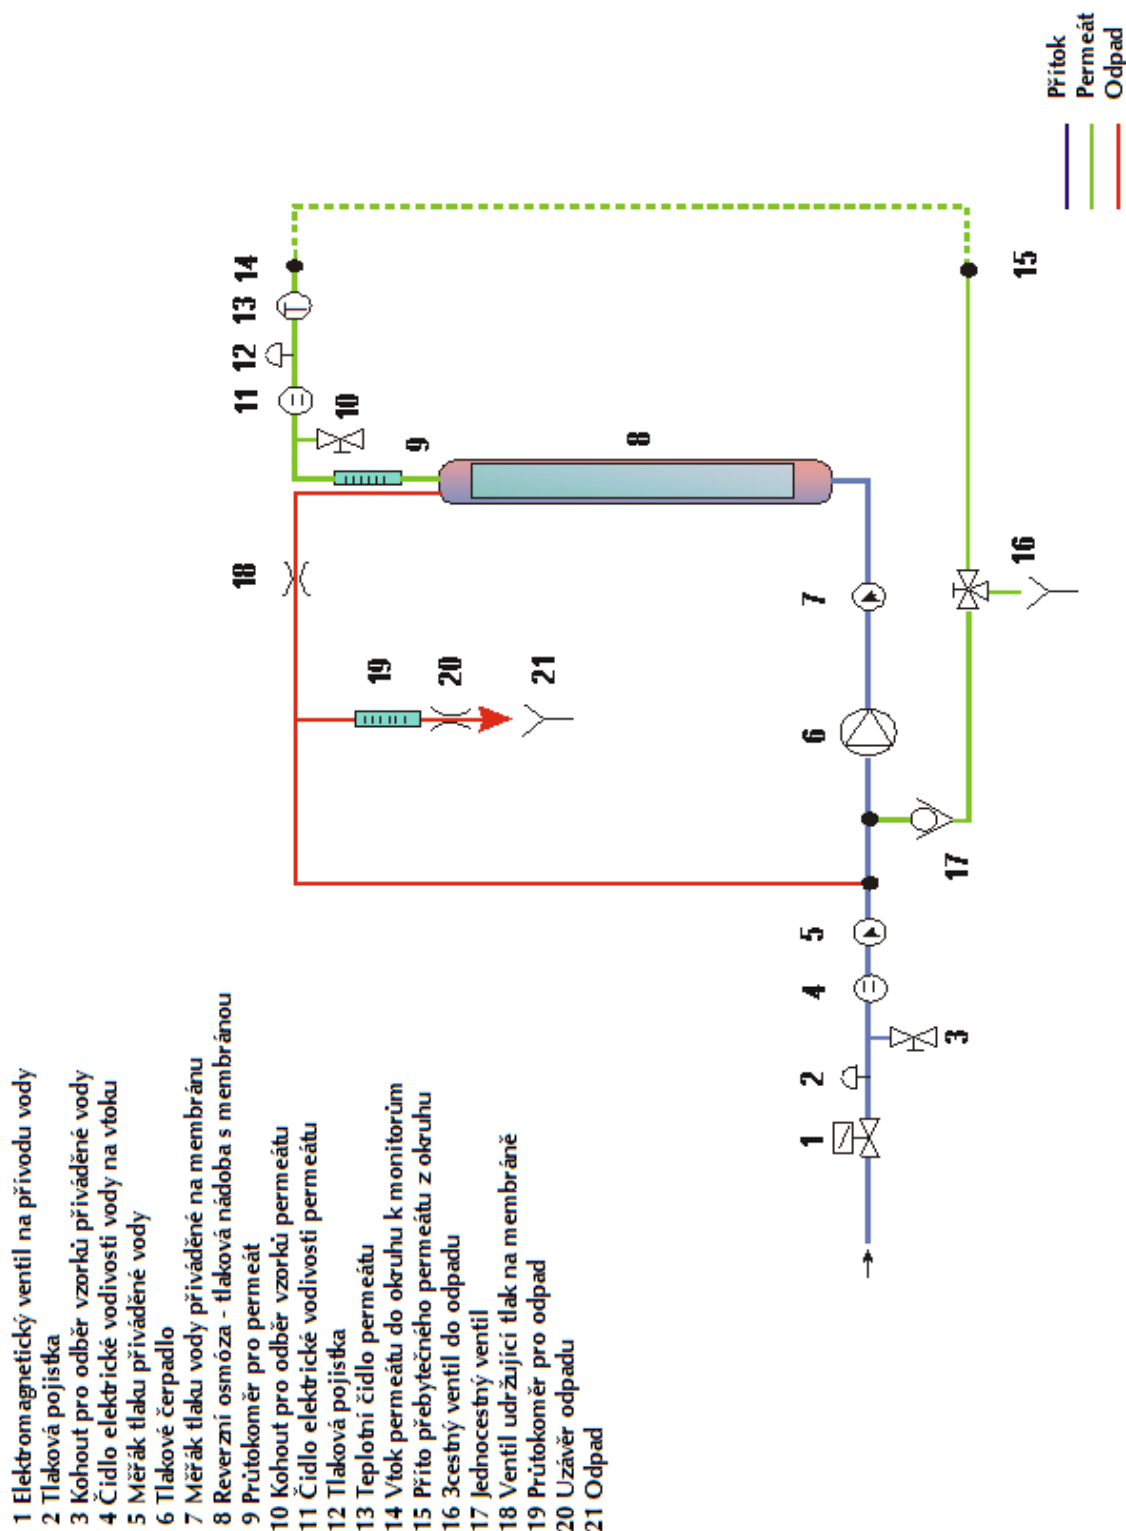 1 Elektromagnetický ventil na přívodu vody
2 Tlaková pojistka
3 Kohout pro odběr vzorků přiváděné vody
4 Čidlo elektrické vodivosti vody na vtoku
5 Měřák tlaku přiváděné vody
6 Tlakové čerpadlo
7 Měřák tlaku vody přiváděné na membránu
8 Reverzní osmóza - tlaková nádoba s membránou
9 Průtokoměr pro permeát
10 Kohout pro odběr vzorků permeátu
11 Čidlo elektrické vodivosti permeátu
12 Tlaková pojistka
13 Teplotní čidlo permeátu
14 Vtok permeátu do okruhu k monitorům
15 Příto přebytečného permeátu z okruhu
16 3cestný ventil do odpadu
17 Jednocestný ventil
18 Ventil udržující tlak na membráně
19 Průtokoměr pro odpad
20 Uzávěr odpadu
21 Odpad
18
11
12
13
14
10
9
19
20
21
8
1
2
4
5
6
7
3
17
16
15
T
Přítok
Permeát
Odpad